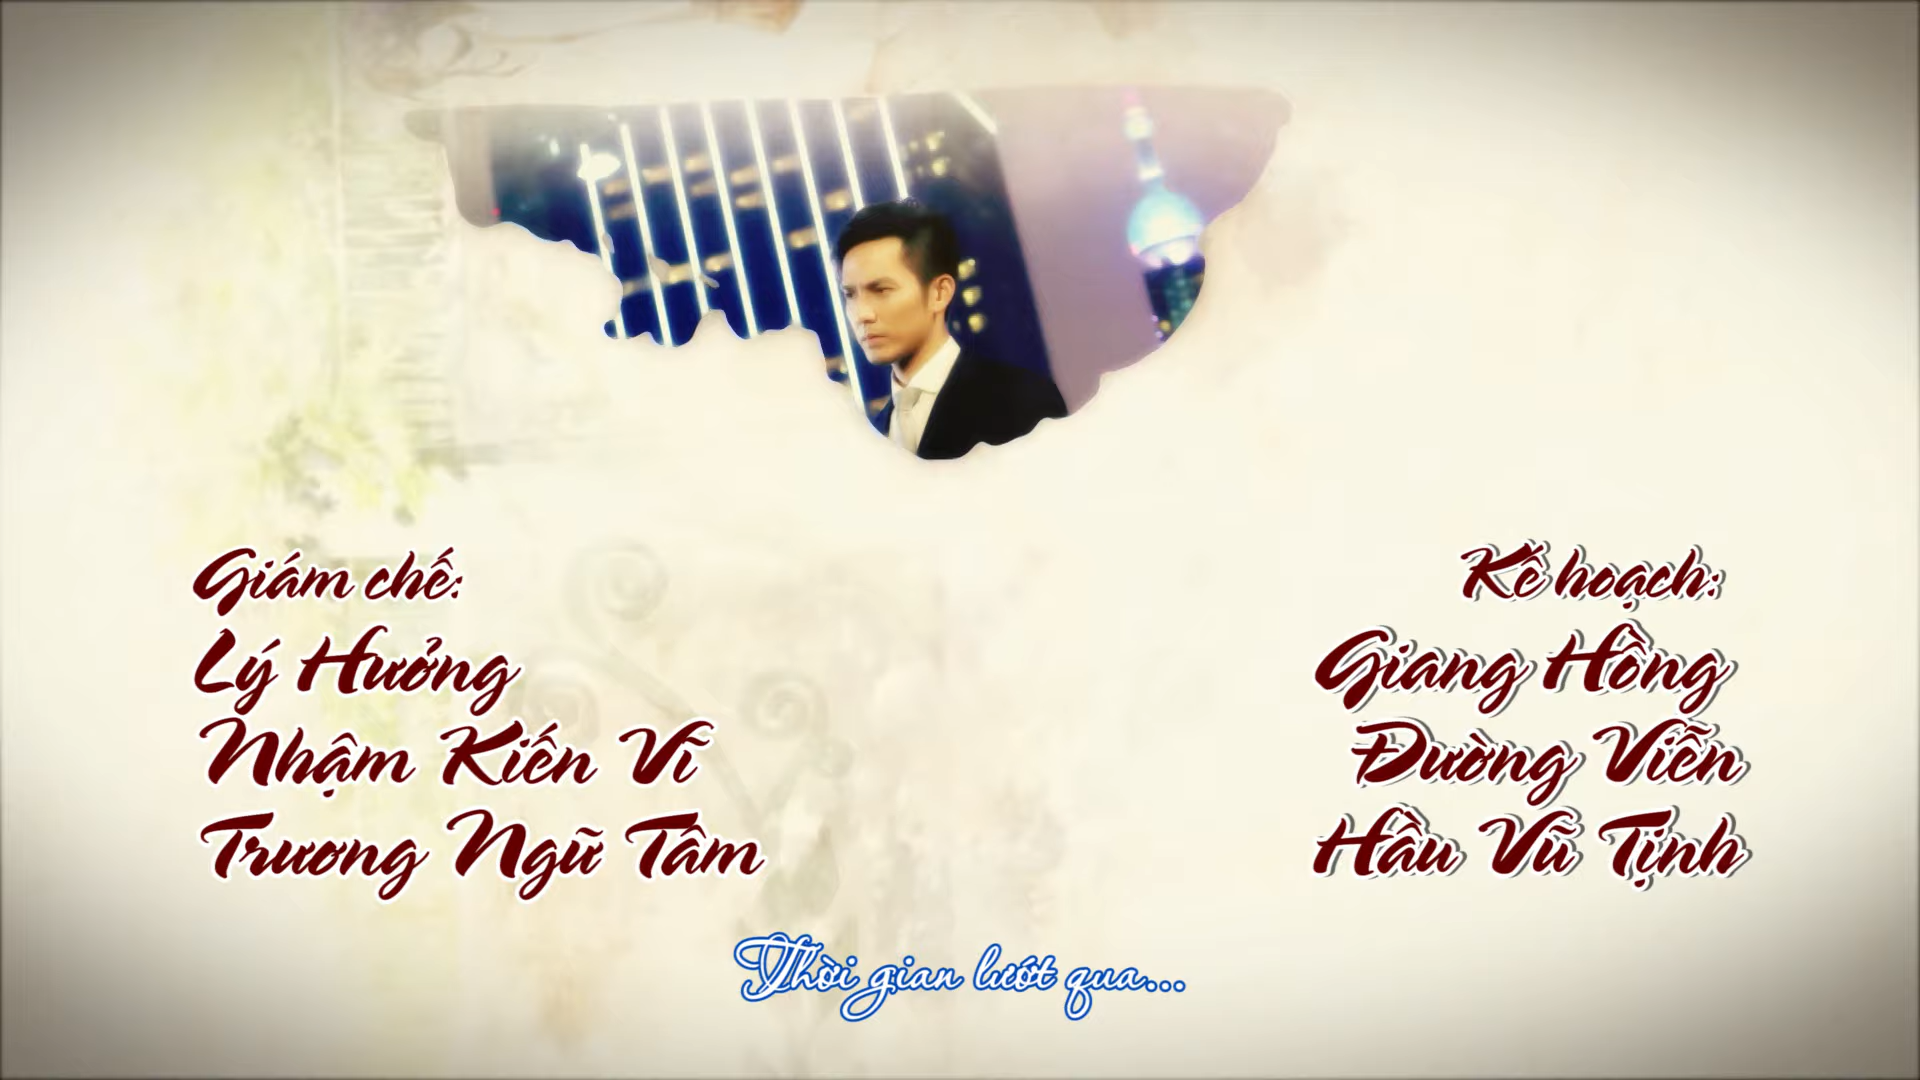 Giám chế:
Lý Hưởng
Nhậm Kiến Vĩ
Trương Ngữ Tâm
Kế hoạch:
Giang Hồng
Đường Viễn
Hầu Vũ Tịnh
Thời gian lướt qua...